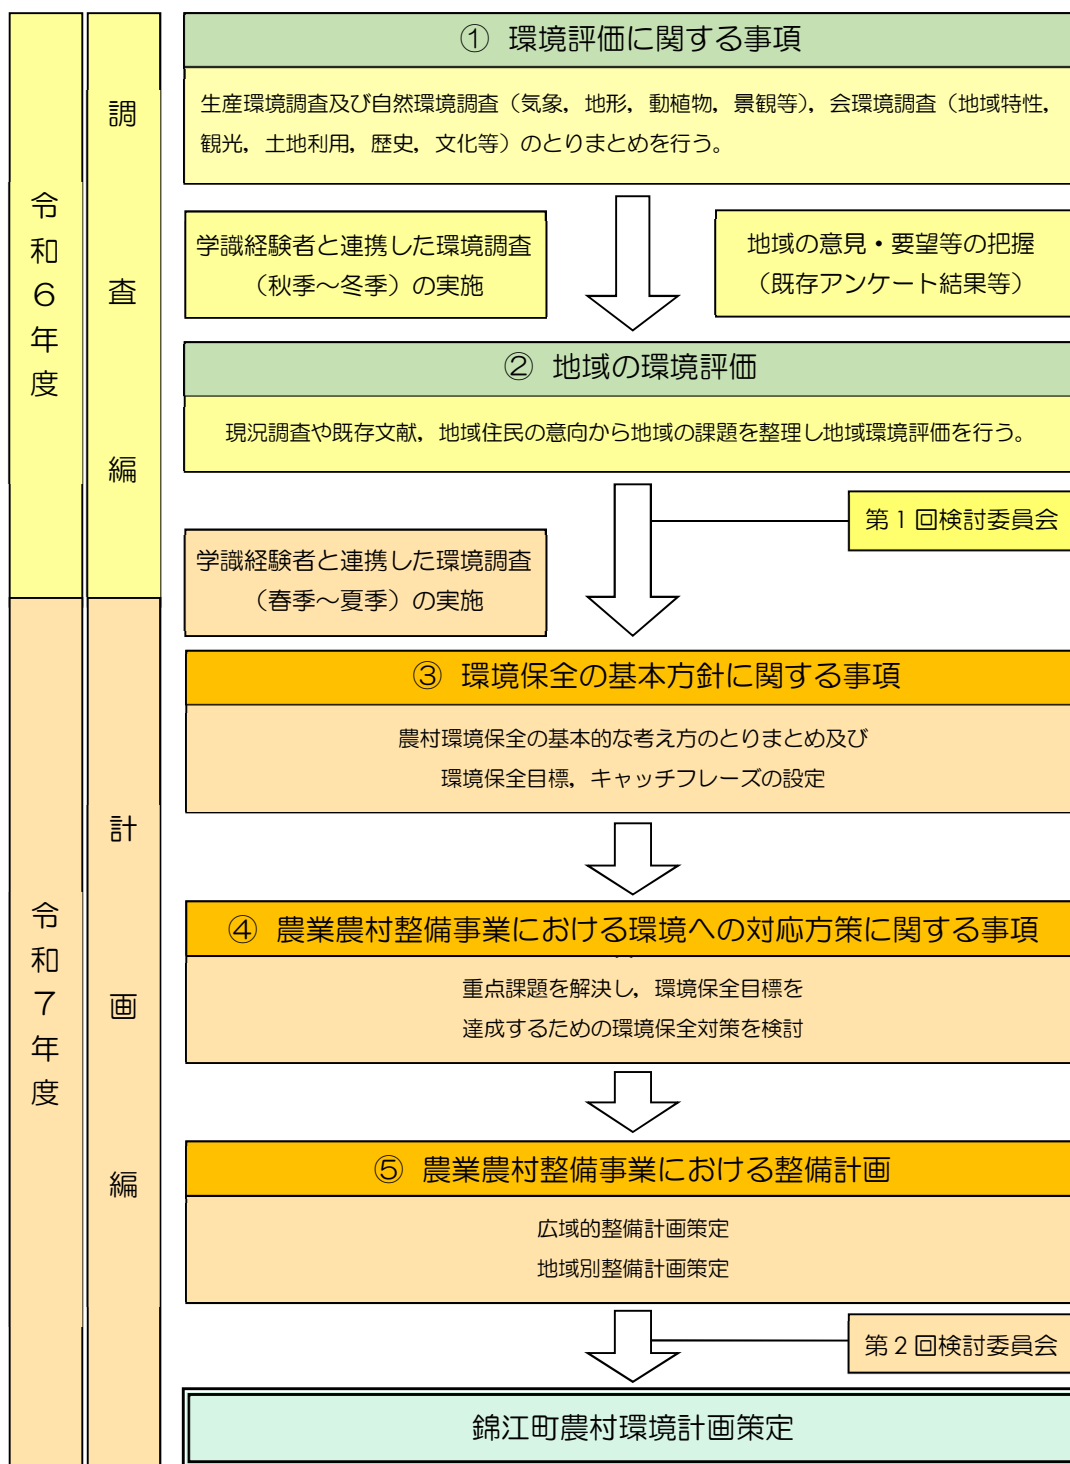 令和６年度
調査編
① 環境評価に関する事項
生産環境調査及び自然環境調査（気象，地形，動植物，景観等），会環境調査（地域特性，
観光，土地利用，歴史，文化等）のとりまとめを行う。
学識経験者と連携した環境調査
（秋季～冬季）の実施
地域の意見・要望等の把握
（既存アンケート結果等）
② 地域の環境評価
現況調査や既存文献，地域住民の意向から地域の課題を整理し地域環境評価を行う。
第１回検討委員会
学識経験者と連携した環境調査
（春季～夏季）の実施
令和７年度
計画編
③ 環境保全の基本方針に関する事項
農村環境保全の基本的な考え方のとりまとめ及び
環境保全目標，キャッチフレーズの設定
④ 農業農村整備事業における環境への対応方策に関する事項
重点課題を解決し，環境保全目標を
達成するための環境保全対策を検討
⑤ 農業農村整備事業における整備計画
広域的整備計画策定
地域別整備計画策定
第２回検討委員会
錦江町農村環境計画策定